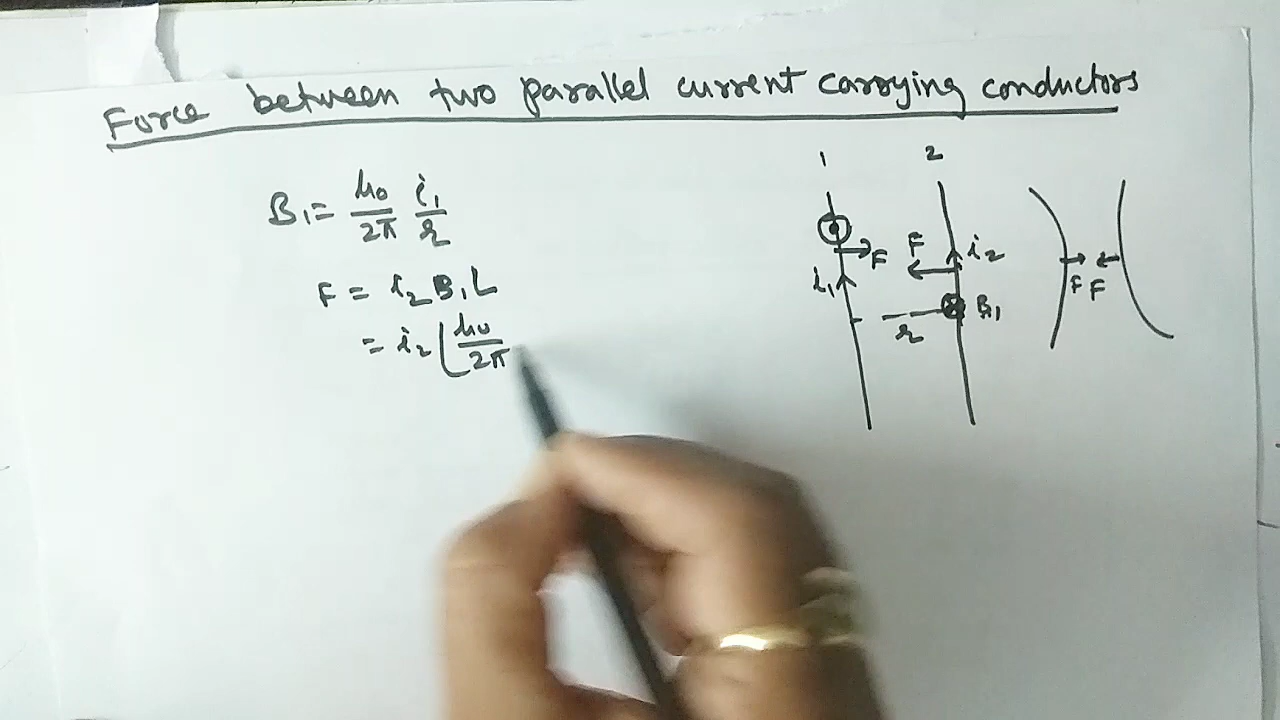 Force between two parallel current carrying conductors
B₁ = μ₀/2π i₁/r
F = i₂ B₁ L
= i₂ (μ₀/2π
1 2
F F i₂
i₁ B₁
r
F F